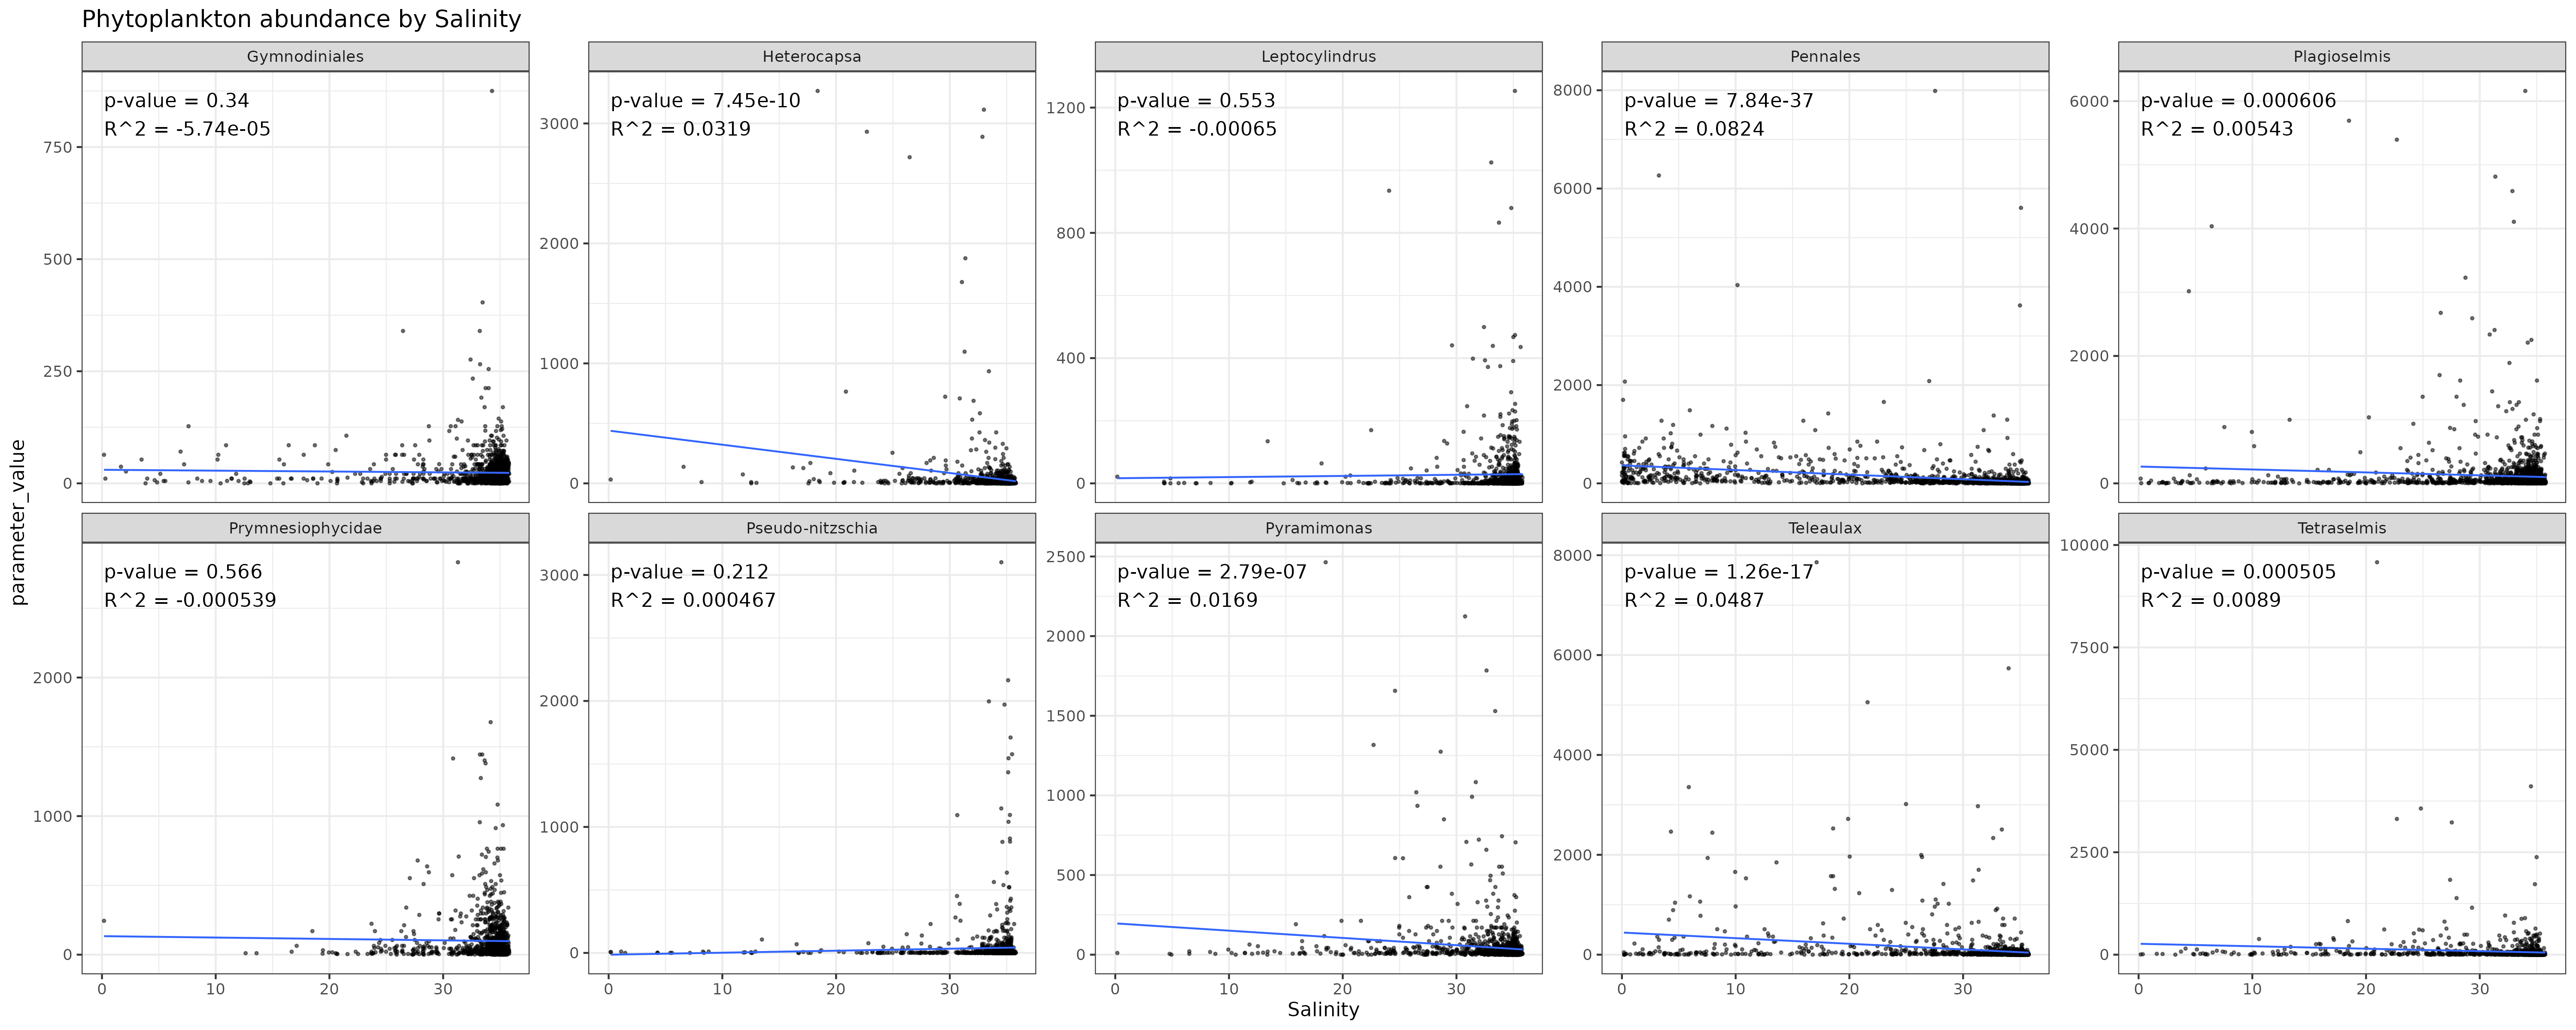 Phytoplankton abundance by Salinity
Gymnodiniales
p-value = 0.34
R^2 = -5.74e-05
750
500
250
0
Heterocapsa
p-value = 7.45e-10
R^2 = 0.0319
3000
2000
1000
0
Leptocylindrus
p-value = 0.553
R^2 = -0.00065
1200
800
400
0
Pennales
p-value = 7.84e-37
R^2 = 0.0824
8000
6000
4000
2000
0
Plagioselmis
p-value = 0.000606
R^2 = 0.00543
6000
4000
2000
0
parameter_value
Prymnesiophycidae
p-value = 0.566
R^2 = -0.000539
2000
1000
0
0 10 20 30
Pseudo-nitzschia
p-value = 0.212
R^2 = 0.000467
3000
2000
1000
0
0 10 20 30
Pyramimonas
p-value = 2.79e-07
R^2 = 0.0169
2500
2000
1500
1000
500
0
0 10 20 30
Teleaulax
p-value = 1.26e-17
R^2 = 0.0487
8000
6000
4000
2000
0
0 10 20 30
Tetraselmis
p-value = 0.000505
R^2 = 0.0089
10000
7500
5000
2500
0
0 10 20 30
Salinity